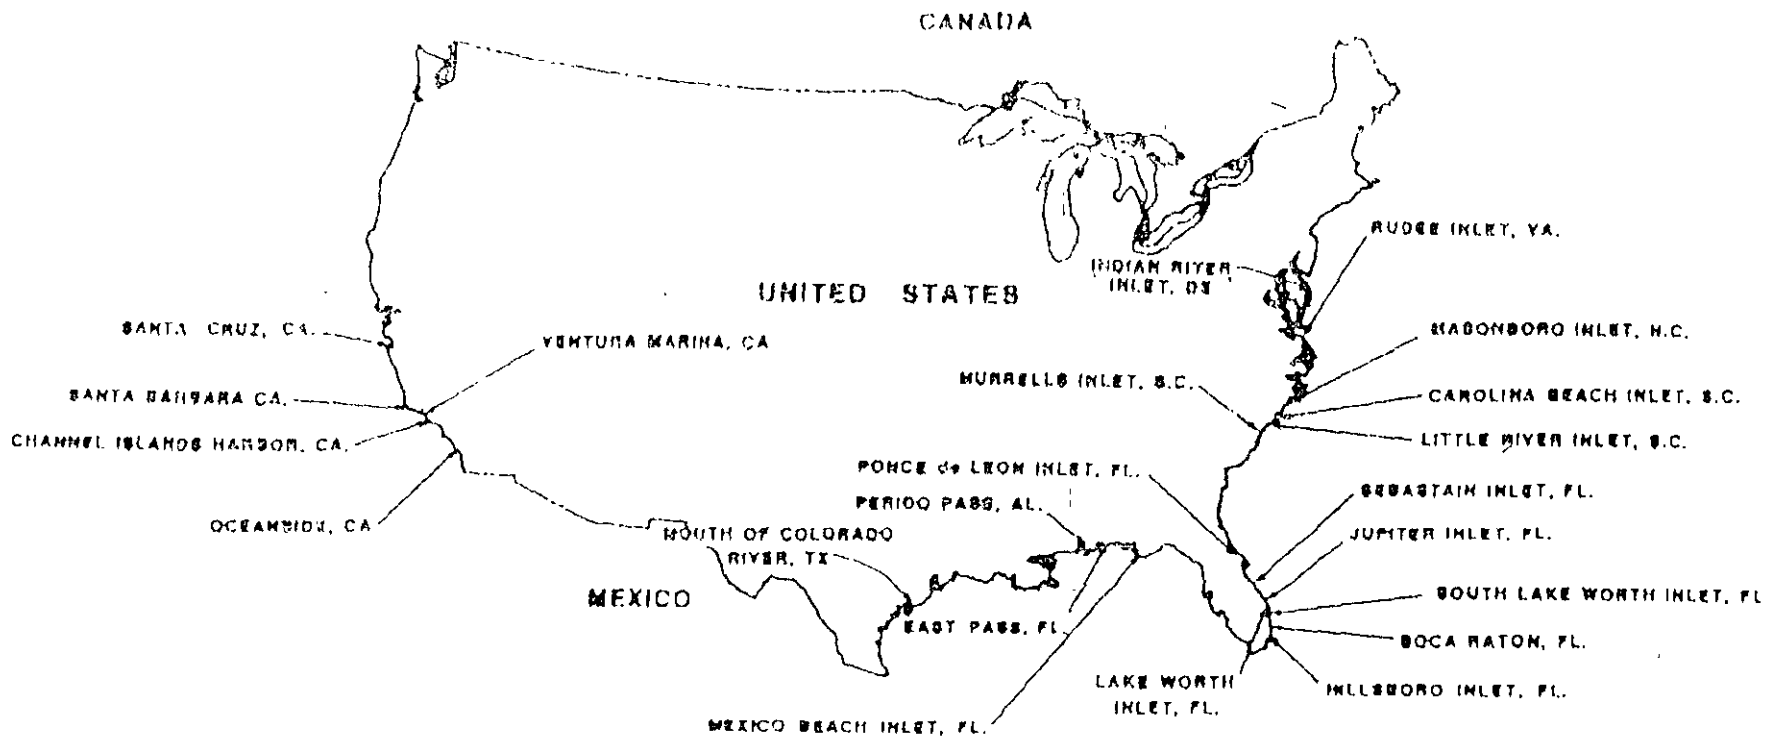 CANADA
RUDEE INLET, VA.
INDIAN RIVER
INLET, DE
UNITED STATES
SANTA CRUZ, CA.
VENTURA MARINA, CA
MASONBORO INLET, N.C.
MURRELLS INLET, S.C.
SANTA BARBARA CA.
CAROLINA BEACH INLET, S.C.
CHANNEL ISLANDS HARBOR, CA.
LITTLE RIVER INLET, S.C.
PONCE de LEON INLET, FL.
SEBASTAIN INLET, FL.
PERIDO PASS, AL.
OCEANSIDE, CA
MOUTH OF COLORADO
RIVER, TX
JUPITER INLET, FL.
MEXICO
SOUTH LAKE WORTH INLET, FL
EAST PASS, FL
BOCA RATON, FL.
LAKE WORTH
INLET, FL.
HILLSBORO INLET, FL.
MEXICO BEACH INLET, FL.